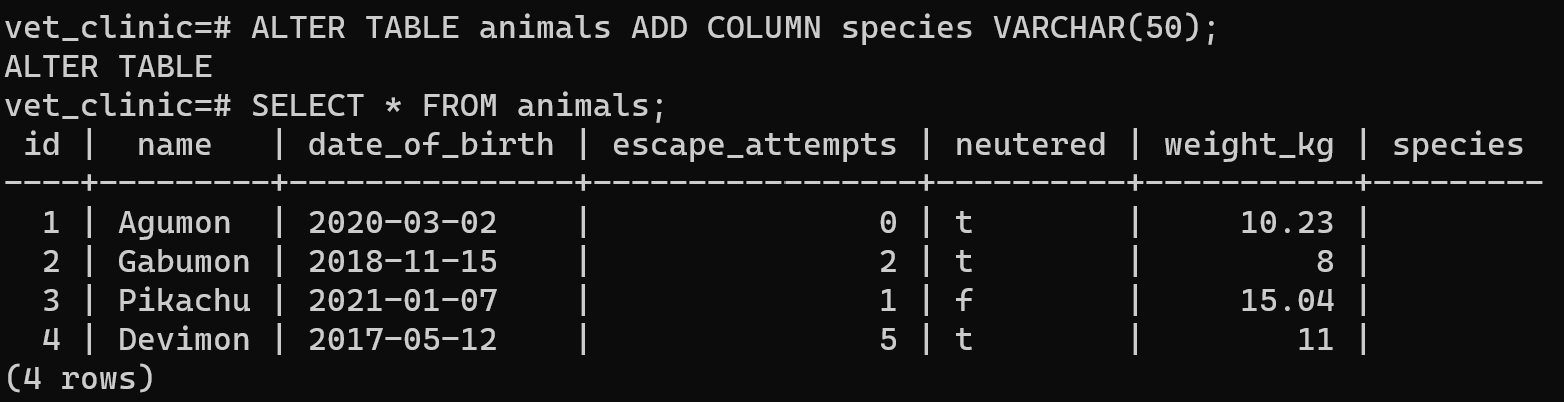 vet_clinic=# ALTER TABLE animals ADD COLUMN species VARCHAR(50);
ALTER TABLE
vet_clinic=# SELECT * FROM animals;
 id |  name   | date_of_birth | escape_attempts | neutered | weight_kg | species
----+---------+---------------+-----------------+----------+-----------+---------
  1 | Agumon  | 2020-03-02    |               0 | t        |     10.23 |
  2 | Gabumon | 2018-11-15    |               2 | t        |         8 |
  3 | Pikachu | 2021-01-07    |               1 | f        |     15.04 |
  4 | Devimon | 2017-05-12    |               5 | t        |        11 |
(4 rows)